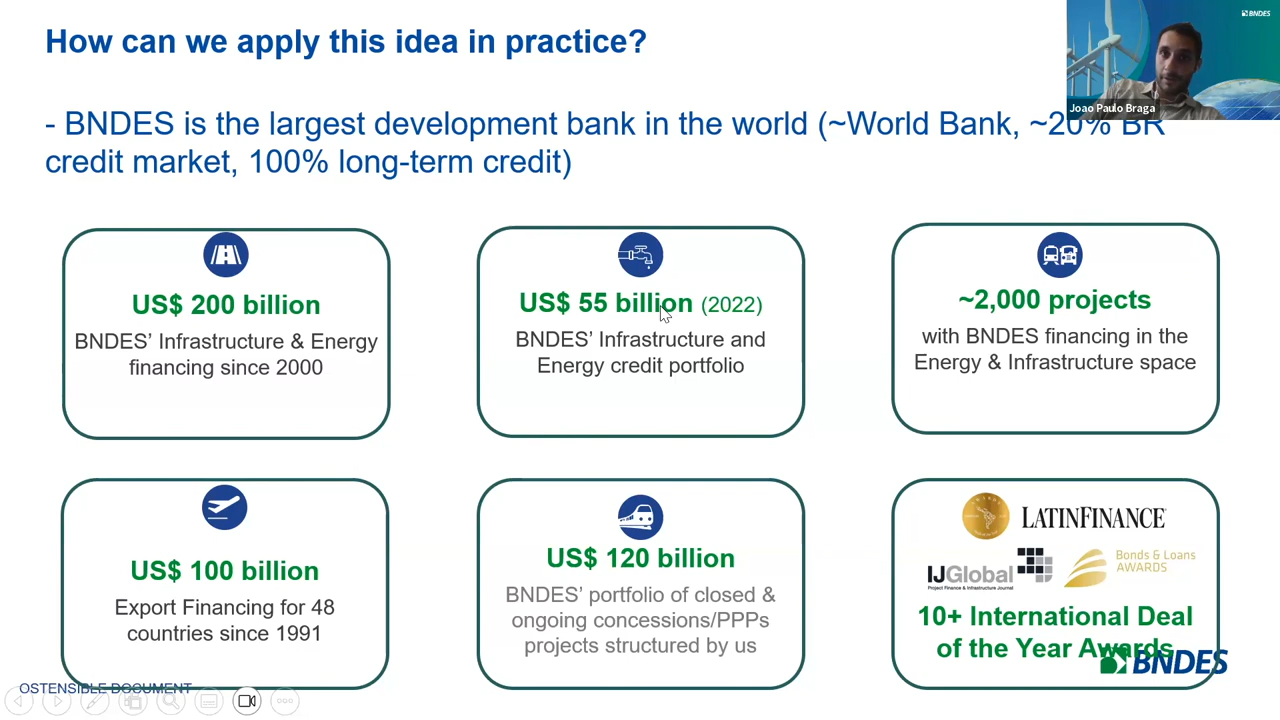 How can we apply this idea in practice?
BNDES
Joao Paulo Braga
- BNDES is the largest development bank in the world (~World Bank, ~20% BR
credit market, 100% long-term credit)
US$ 200 billion
BNDES’ Infrastructure & Energy
financing since 2000
US$ 55 billion (2022)
BNDES’ Infrastructure and
Energy credit portfolio
~2,000 projects
with BNDES financing in the
Energy & Infrastructure space
US$ 100 billion
Export Financing for 48
countries since 1991
US$ 120 billion
BNDES’ portfolio of closed &
ongoing concessions/PPPs
projects structured by us
LATINFINANCE
IJGlobal
Project Finance & Infrastructure Journal
Bonds & Loans
AWARDS
10+ International Deal
of the Year Awards
BNDES
OSTENSIBLE DOCUMENT